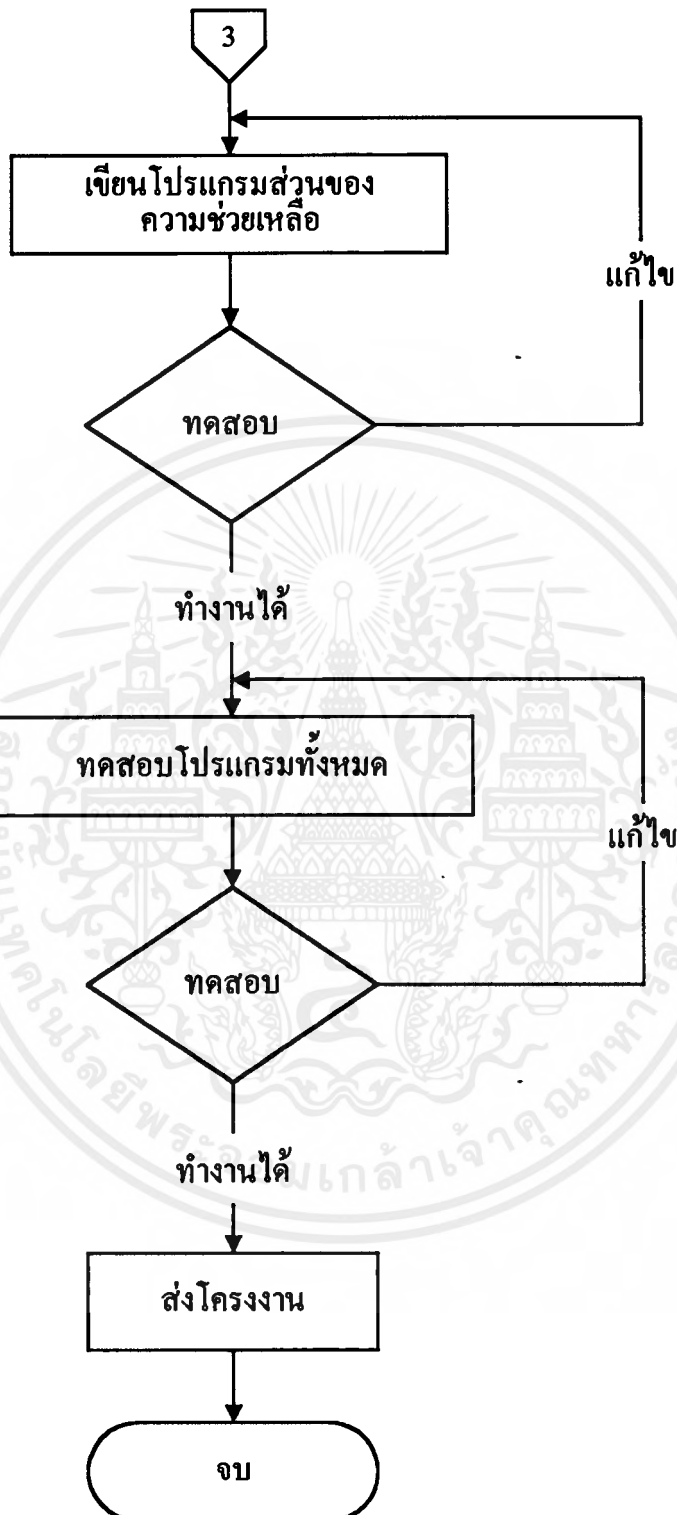 3
เขียนโปรแกรมส่วนของ
ความช่วยเหลือ
แก้ไข
ทดสอบ
ทำงานได้
ทดสอบโปรแกรมทั้งหมด
แก้ไข
ทดสอบ
ทำงานได้
ส่งโครงงาน
จบ